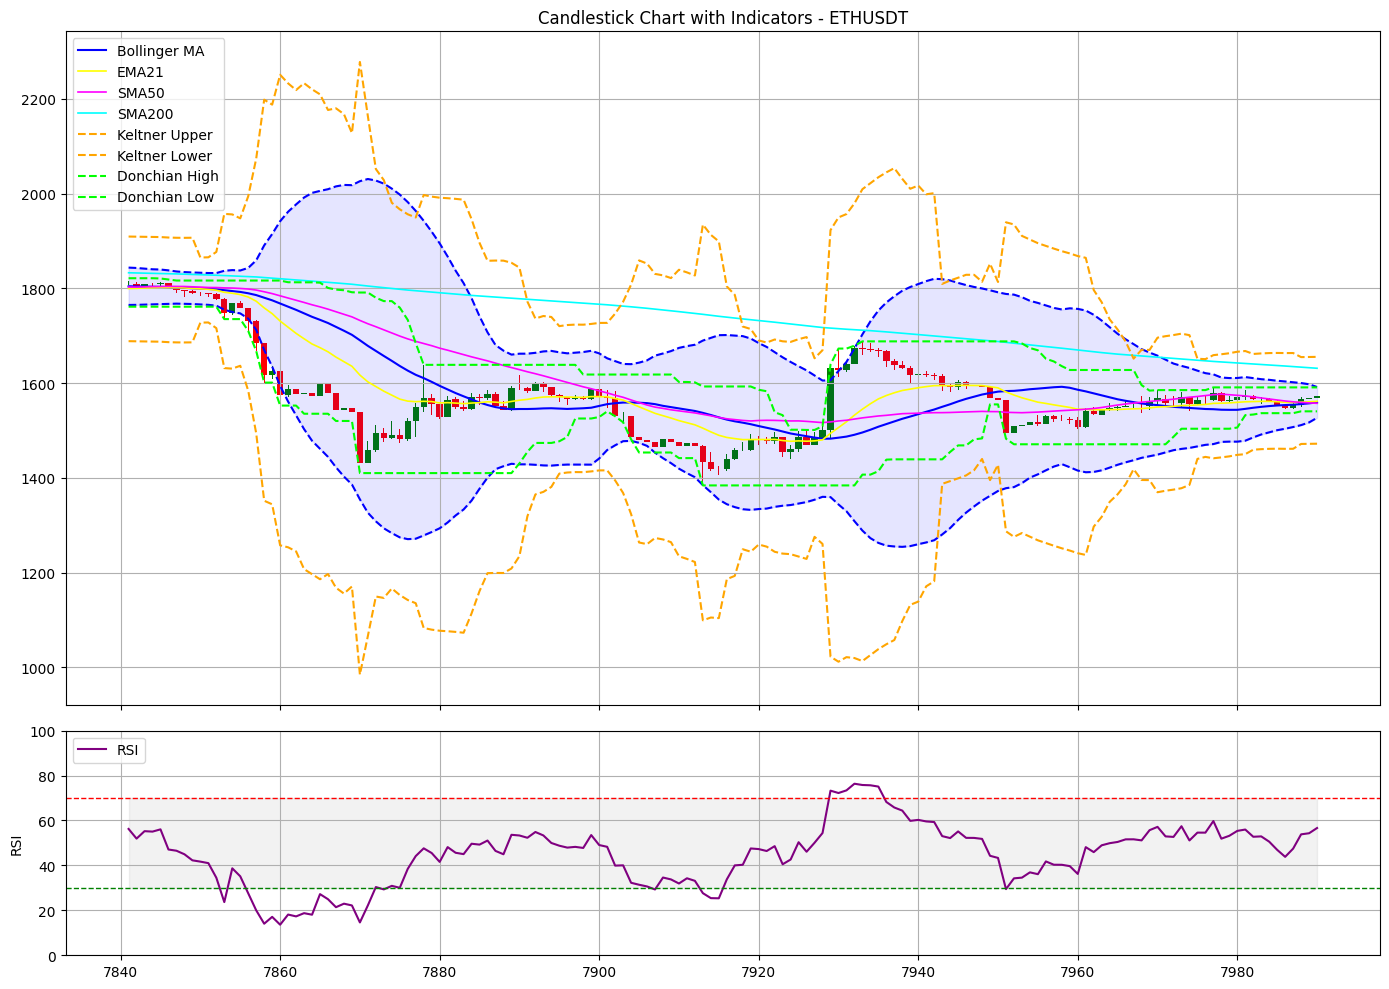 Candlestick Chart with Indicators - ETHUSDT
Bollinger MA
EMA21
SMA50
SMA200
Keltner Upper
Keltner Lower
Donchian High
Donchian Low
2200
2000
1800
1600
1400
1200
1000
RSI
100
80
60
40
20
0
RSI
7840
7860
7880
7900
7920
7940
7960
7980